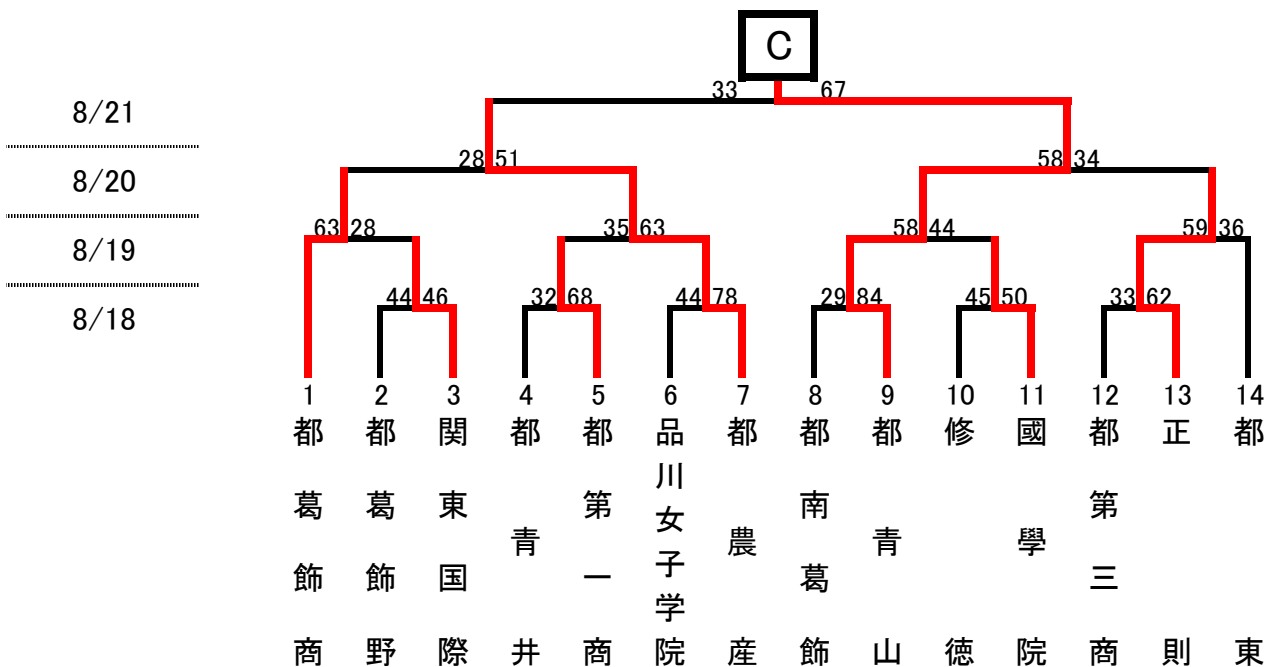 C
33 67
8/21
28 51 58 34
8/20
63 28 35 63 58 44 59 36
8/19
44 46 32 68 44 78 29 84 45 50 33 62
8/18
1 2 3 4 5 6 7 8 9 10 11 12 13 14
都葛飾商
都葛飾野
関東国際
都青井
都第一商
品川女子学院
都農産
都南葛飾
都青山
修徳
國學院
都第三商
正則
都東